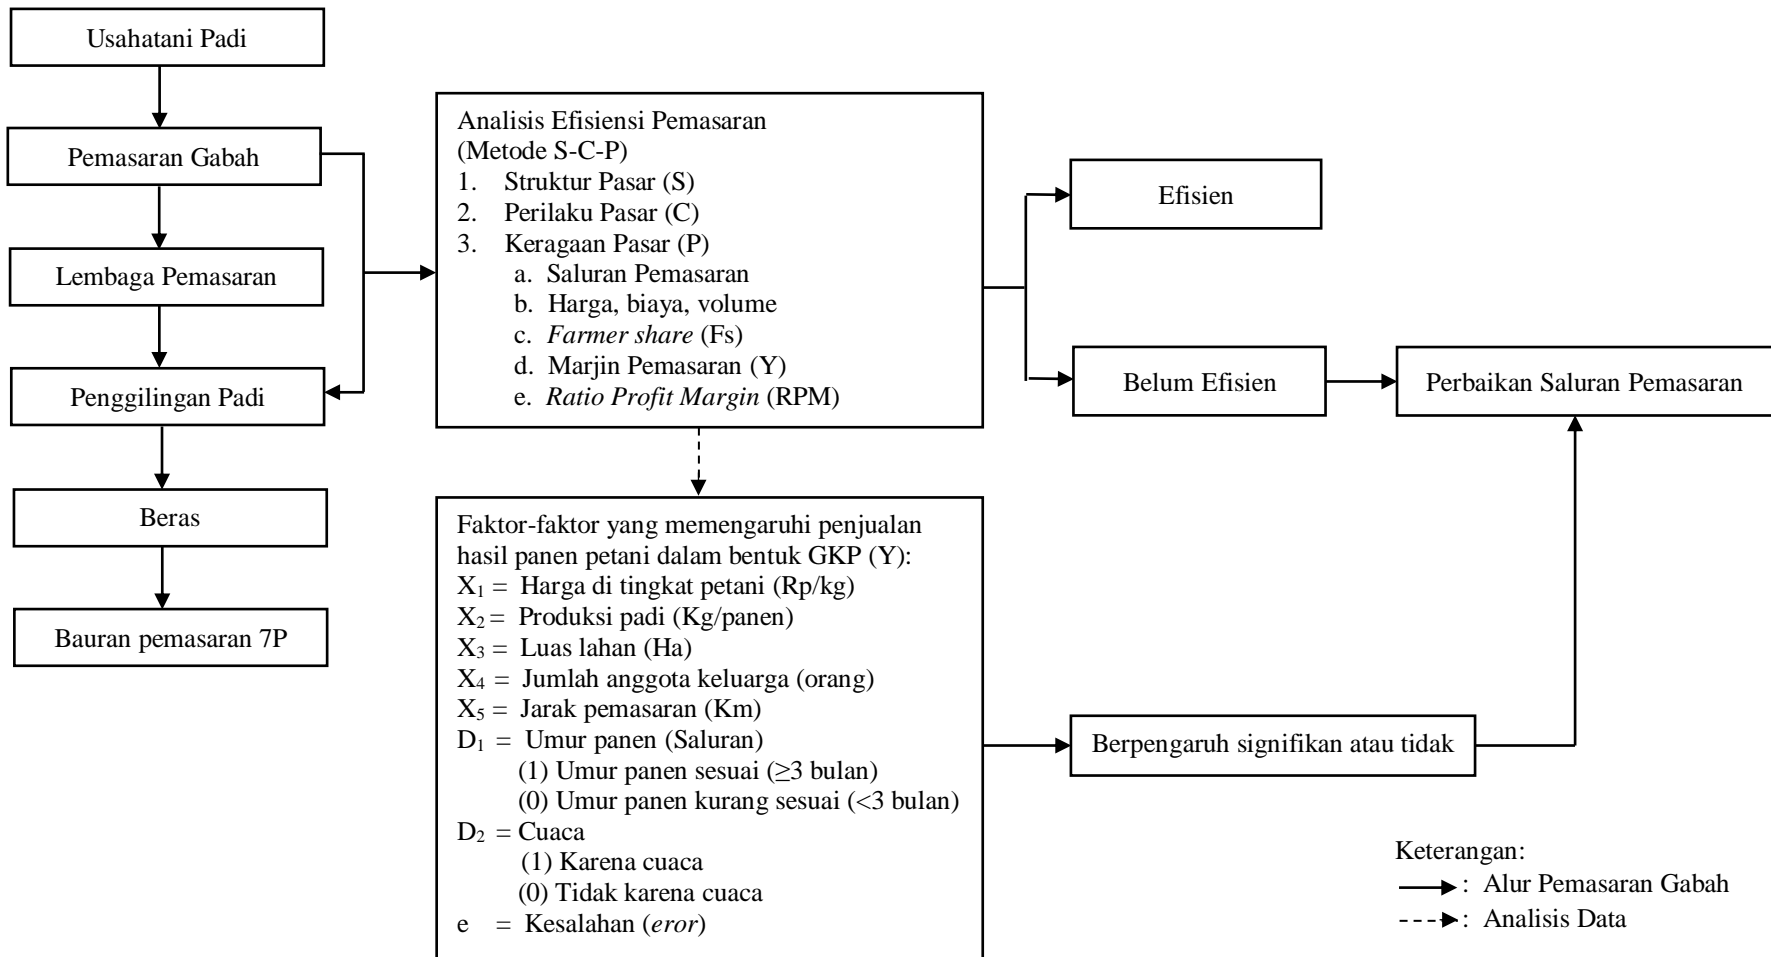 Usahatani Padi
Pemasaran Gabah
Lembaga Pemasaran
Penggilingan Padi
Beras
Bauran pemasaran 7P
Analisis Efisiensi Pemasaran
(Metode S-C-P)
1. Struktur Pasar (S)
2. Perilaku Pasar (C)
3. Keragaan Pasar (P)
a. Saluran Pemasaran
b. Harga, biaya, volume
c. Farmer share (Fs)
d. Marjin Pemasaran (Y)
e. Ratio Profit Margin (RPM)
Faktor-faktor yang memengaruhi penjualan
hasil panen petani dalam bentuk GKP (Y):
X₁ = Harga di tingkat petani (Rp/kg)
X₂ = Produksi padi (Kg/panen)
X₃ = Luas lahan (Ha)
X₄ = Jumlah anggota keluarga (orang)
X₅ = Jarak pemasaran (Km)
D₁ = Umur panen (Saluran)
(1) Umur panen sesuai (≥3 bulan)
(0) Umur panen kurang sesuai (<3 bulan)
D₂ = Cuaca
(1) Karena cuaca
(0) Tidak karena cuaca
e = Kesalahan (eror)
Efisien
Belum Efisien
Perbaikan Saluran Pemasaran
Berpengaruh signifikan atau tidak
Keterangan:
: Alur Pemasaran Gabah
: Analisis Data